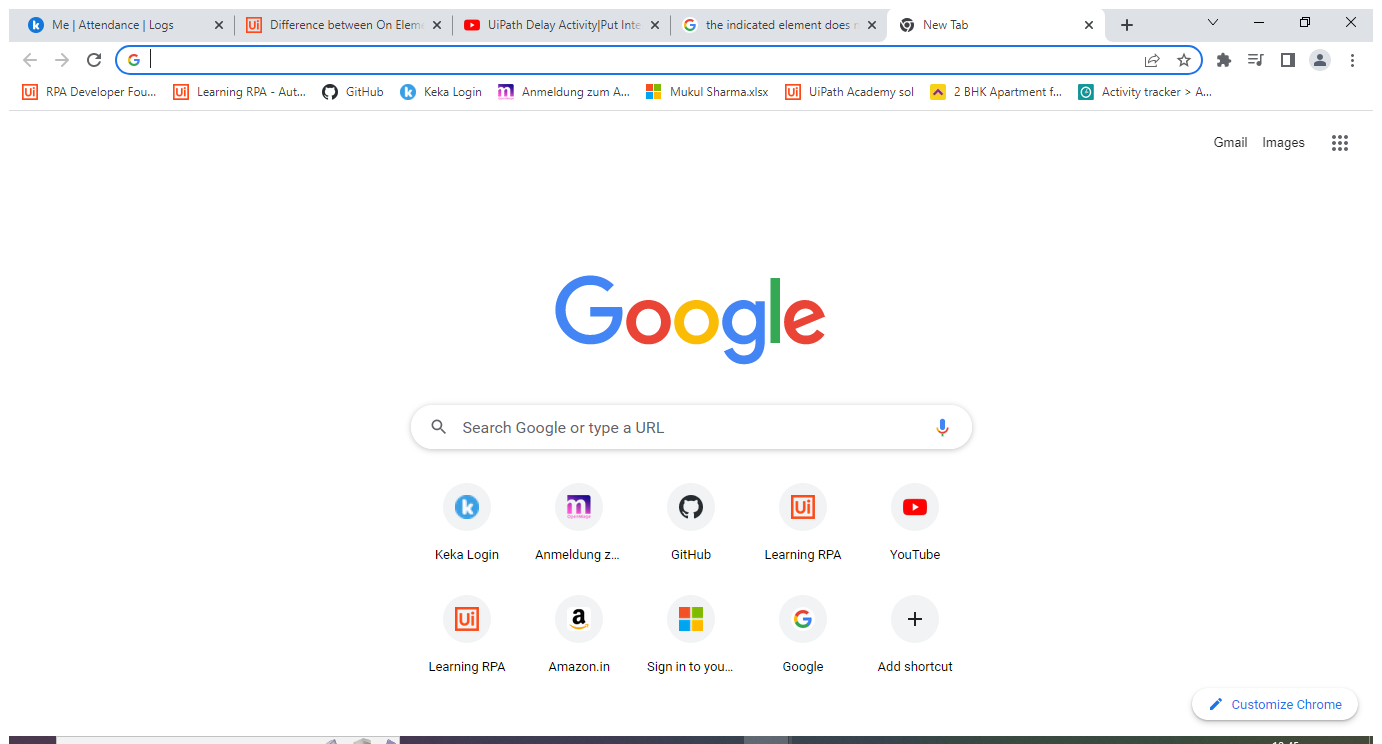 Me | Attendance | Logs
Difference between On Eleme
UiPath Delay Activity|Put Inte
the indicated element does n
New Tab
RPA Developer Fou...
Learning RPA - Aut...
GitHub
Keka Login
Anmeldung zum A...
Mukul Sharma.xlsx
UiPath Academy sol
2 BHK Apartment f...
Activity tracker > A...
Gmail
Images
Google
Search Google or type a URL
Keka Login
Anmeldung z...
GitHub
Learning RPA
YouTube
Learning RPA
Amazon.in
Sign in to you...
Google
Add shortcut
Customize Chrome